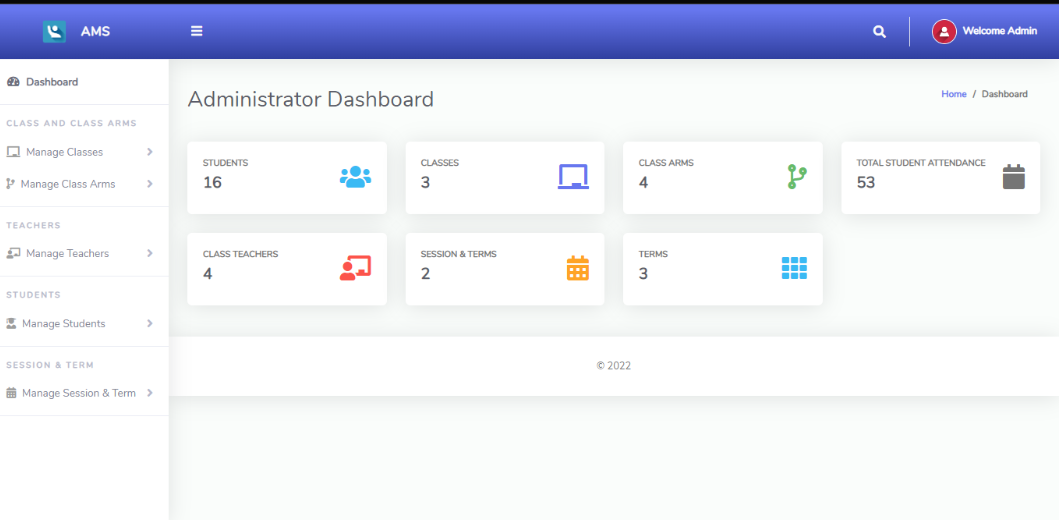 AMS
Welcome Admin
Dashboard
CLASS AND CLASS ARMS
Manage Classes
Manage Class Arms
TEACHERS
Manage Teachers
STUDENTS
Manage Students
SESSION & TERM
Manage Session & Term
Administrator Dashboard
Home / Dashboard
STUDENTS
16
CLASSES
3
CLASS ARMS
4
TOTAL STUDENT ATTENDANCE
53
CLASS TEACHERS
4
SESSION & TERMS
2
TERMS
3
© 2022